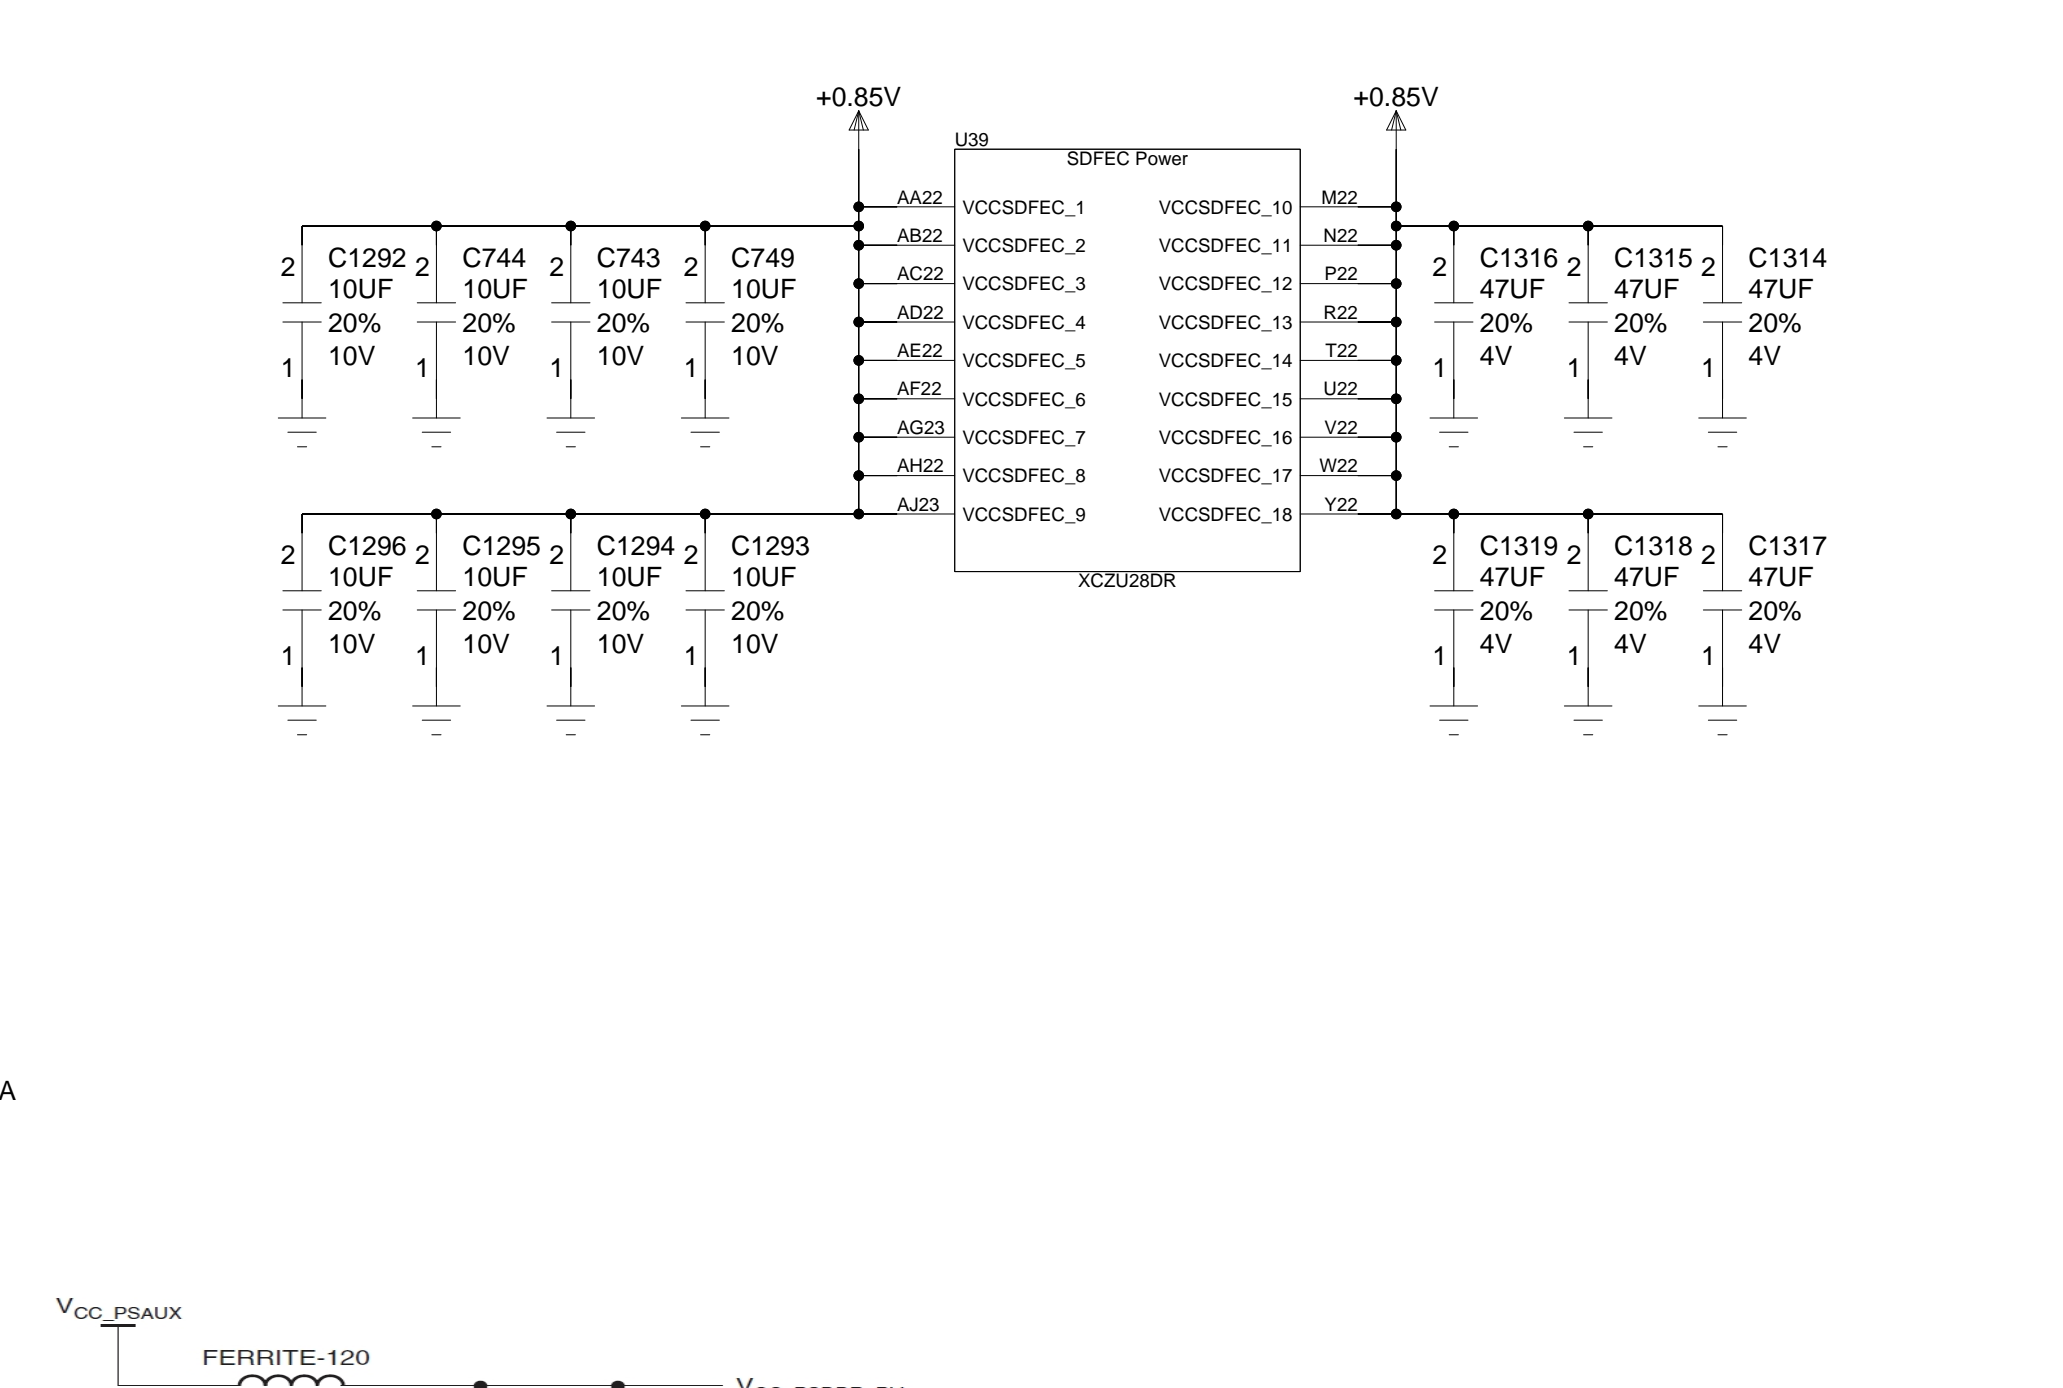 +0.85V
+0.85V
U39
SDFEC Power
AA22 VCCSDFEC_1 VCCSDFEC_10 M22
AB22 VCCSDFEC_2 VCCSDFEC_11 N22
AC22 VCCSDFEC_3 VCCSDFEC_12 P22
AD22 VCCSDFEC_4 VCCSDFEC_13 R22
AE22 VCCSDFEC_5 VCCSDFEC_14 T22
AF22 VCCSDFEC_6 VCCSDFEC_15 U22
AG23 VCCSDFEC_7 VCCSDFEC_16 V22
AH22 VCCSDFEC_8 VCCSDFEC_17 W22
AJ23 VCCSDFEC_9 VCCSDFEC_18 Y22
XCZU28DR
2
C1292
10UF
20%
10V
1
2
C744
10UF
20%
10V
1
2
C743
10UF
20%
10V
1
2
C749
10UF
20%
10V
1
2
C1316
47UF
20%
4V
1
2
C1315
47UF
20%
4V
1
2
C1314
47UF
20%
4V
1
2
C1296
10UF
20%
10V
1
2
C1295
10UF
20%
10V
1
2
C1294
10UF
20%
10V
1
2
C1293
10UF
20%
10V
1
2
C1319
47UF
20%
4V
1
2
C1318
47UF
20%
4V
1
2
C1317
47UF
20%
4V
1
A
VCC_PSAUX
FERRITE-120